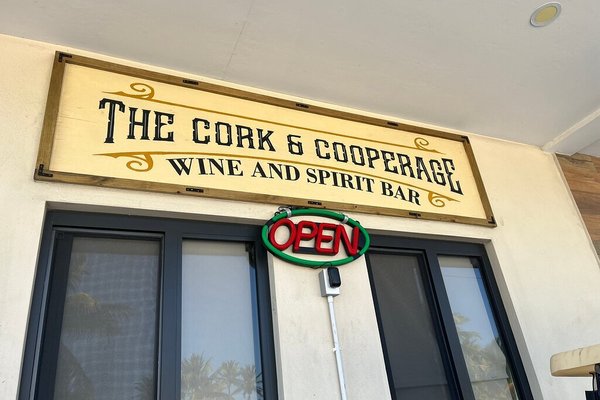 THE CORK & COOPERAGE
WINE AND SPIRIT BAR
OPEN